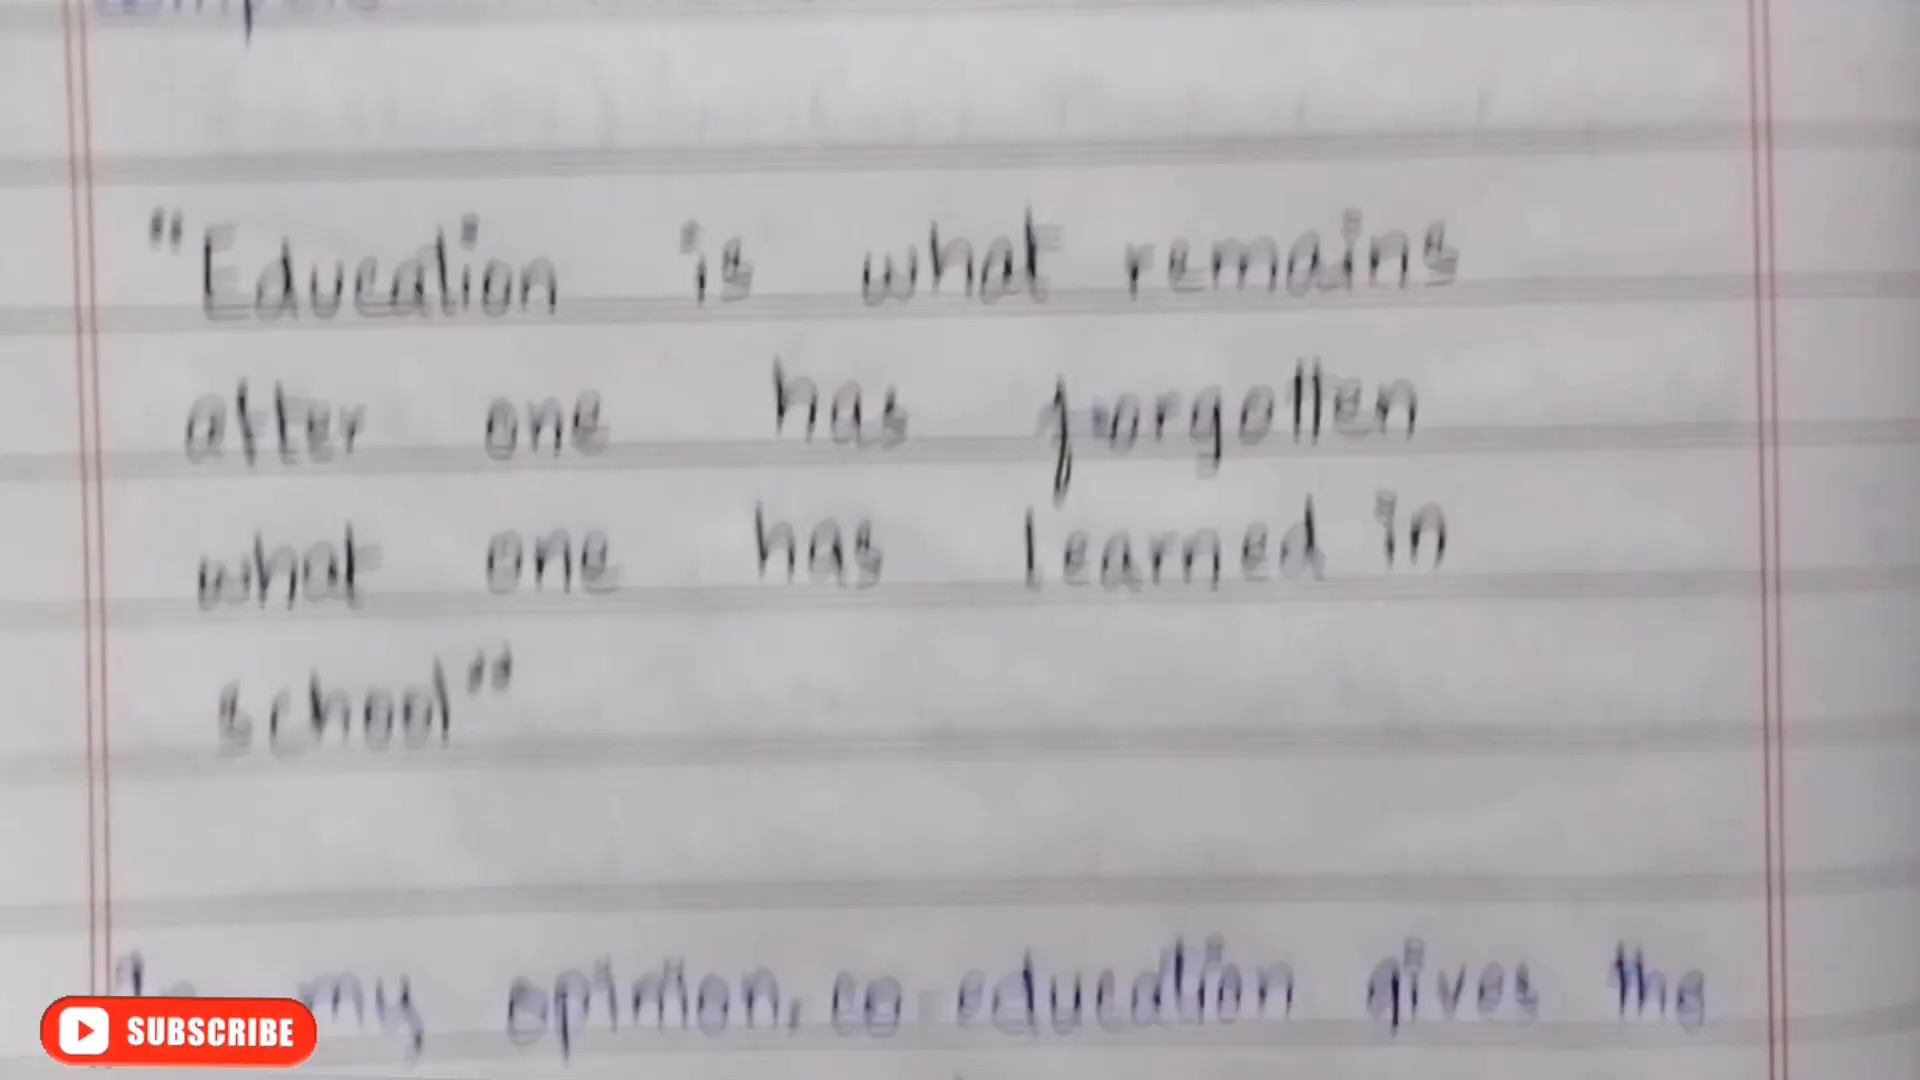 "Education is what remains
after one has forgotten
what one has learned in
school"
In my opinion, co-education gives the
SUBSCRIBE